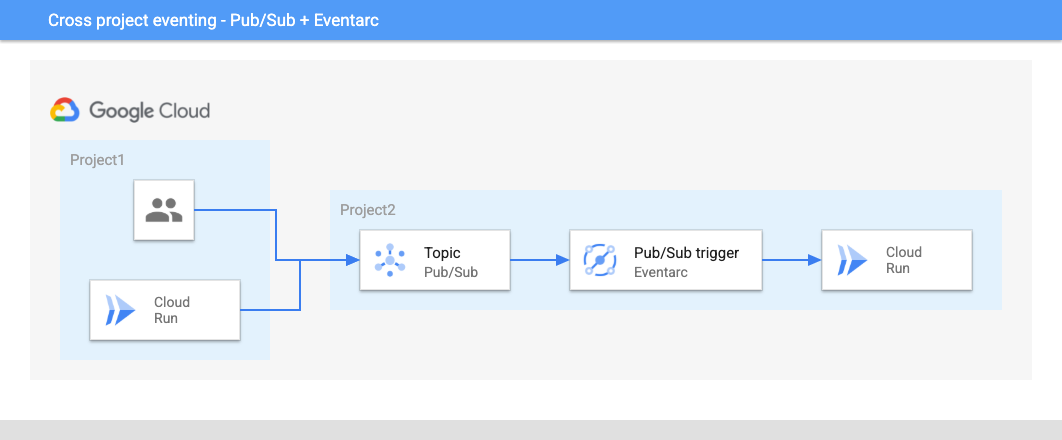 Cross project eventing - Pub/Sub + Eventarc
Google Cloud
Project1
Cloud
Run
Project2
Topic
Pub/Sub
Pub/Sub trigger
Eventarc
Cloud
Run